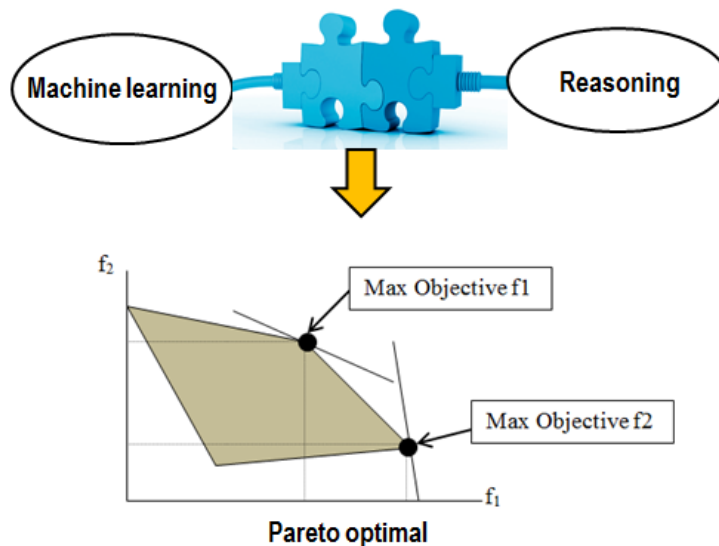 Machine learning
Reasoning
f₂
Max Objective f1
Max Objective f2
f₁
Pareto optimal